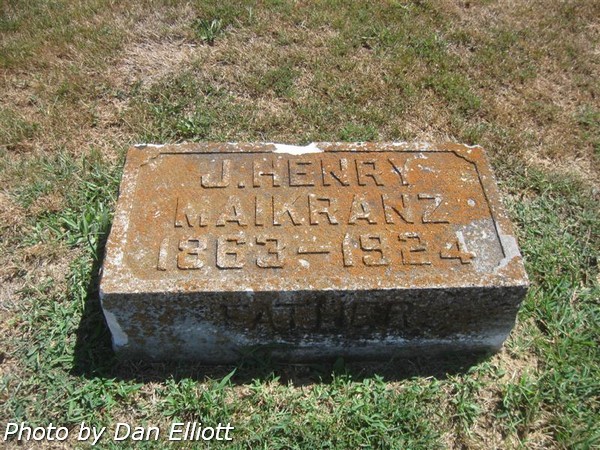 J. HENRY
MAIKRANZ
1863–1924
FATHER
Photo by Dan Elliott